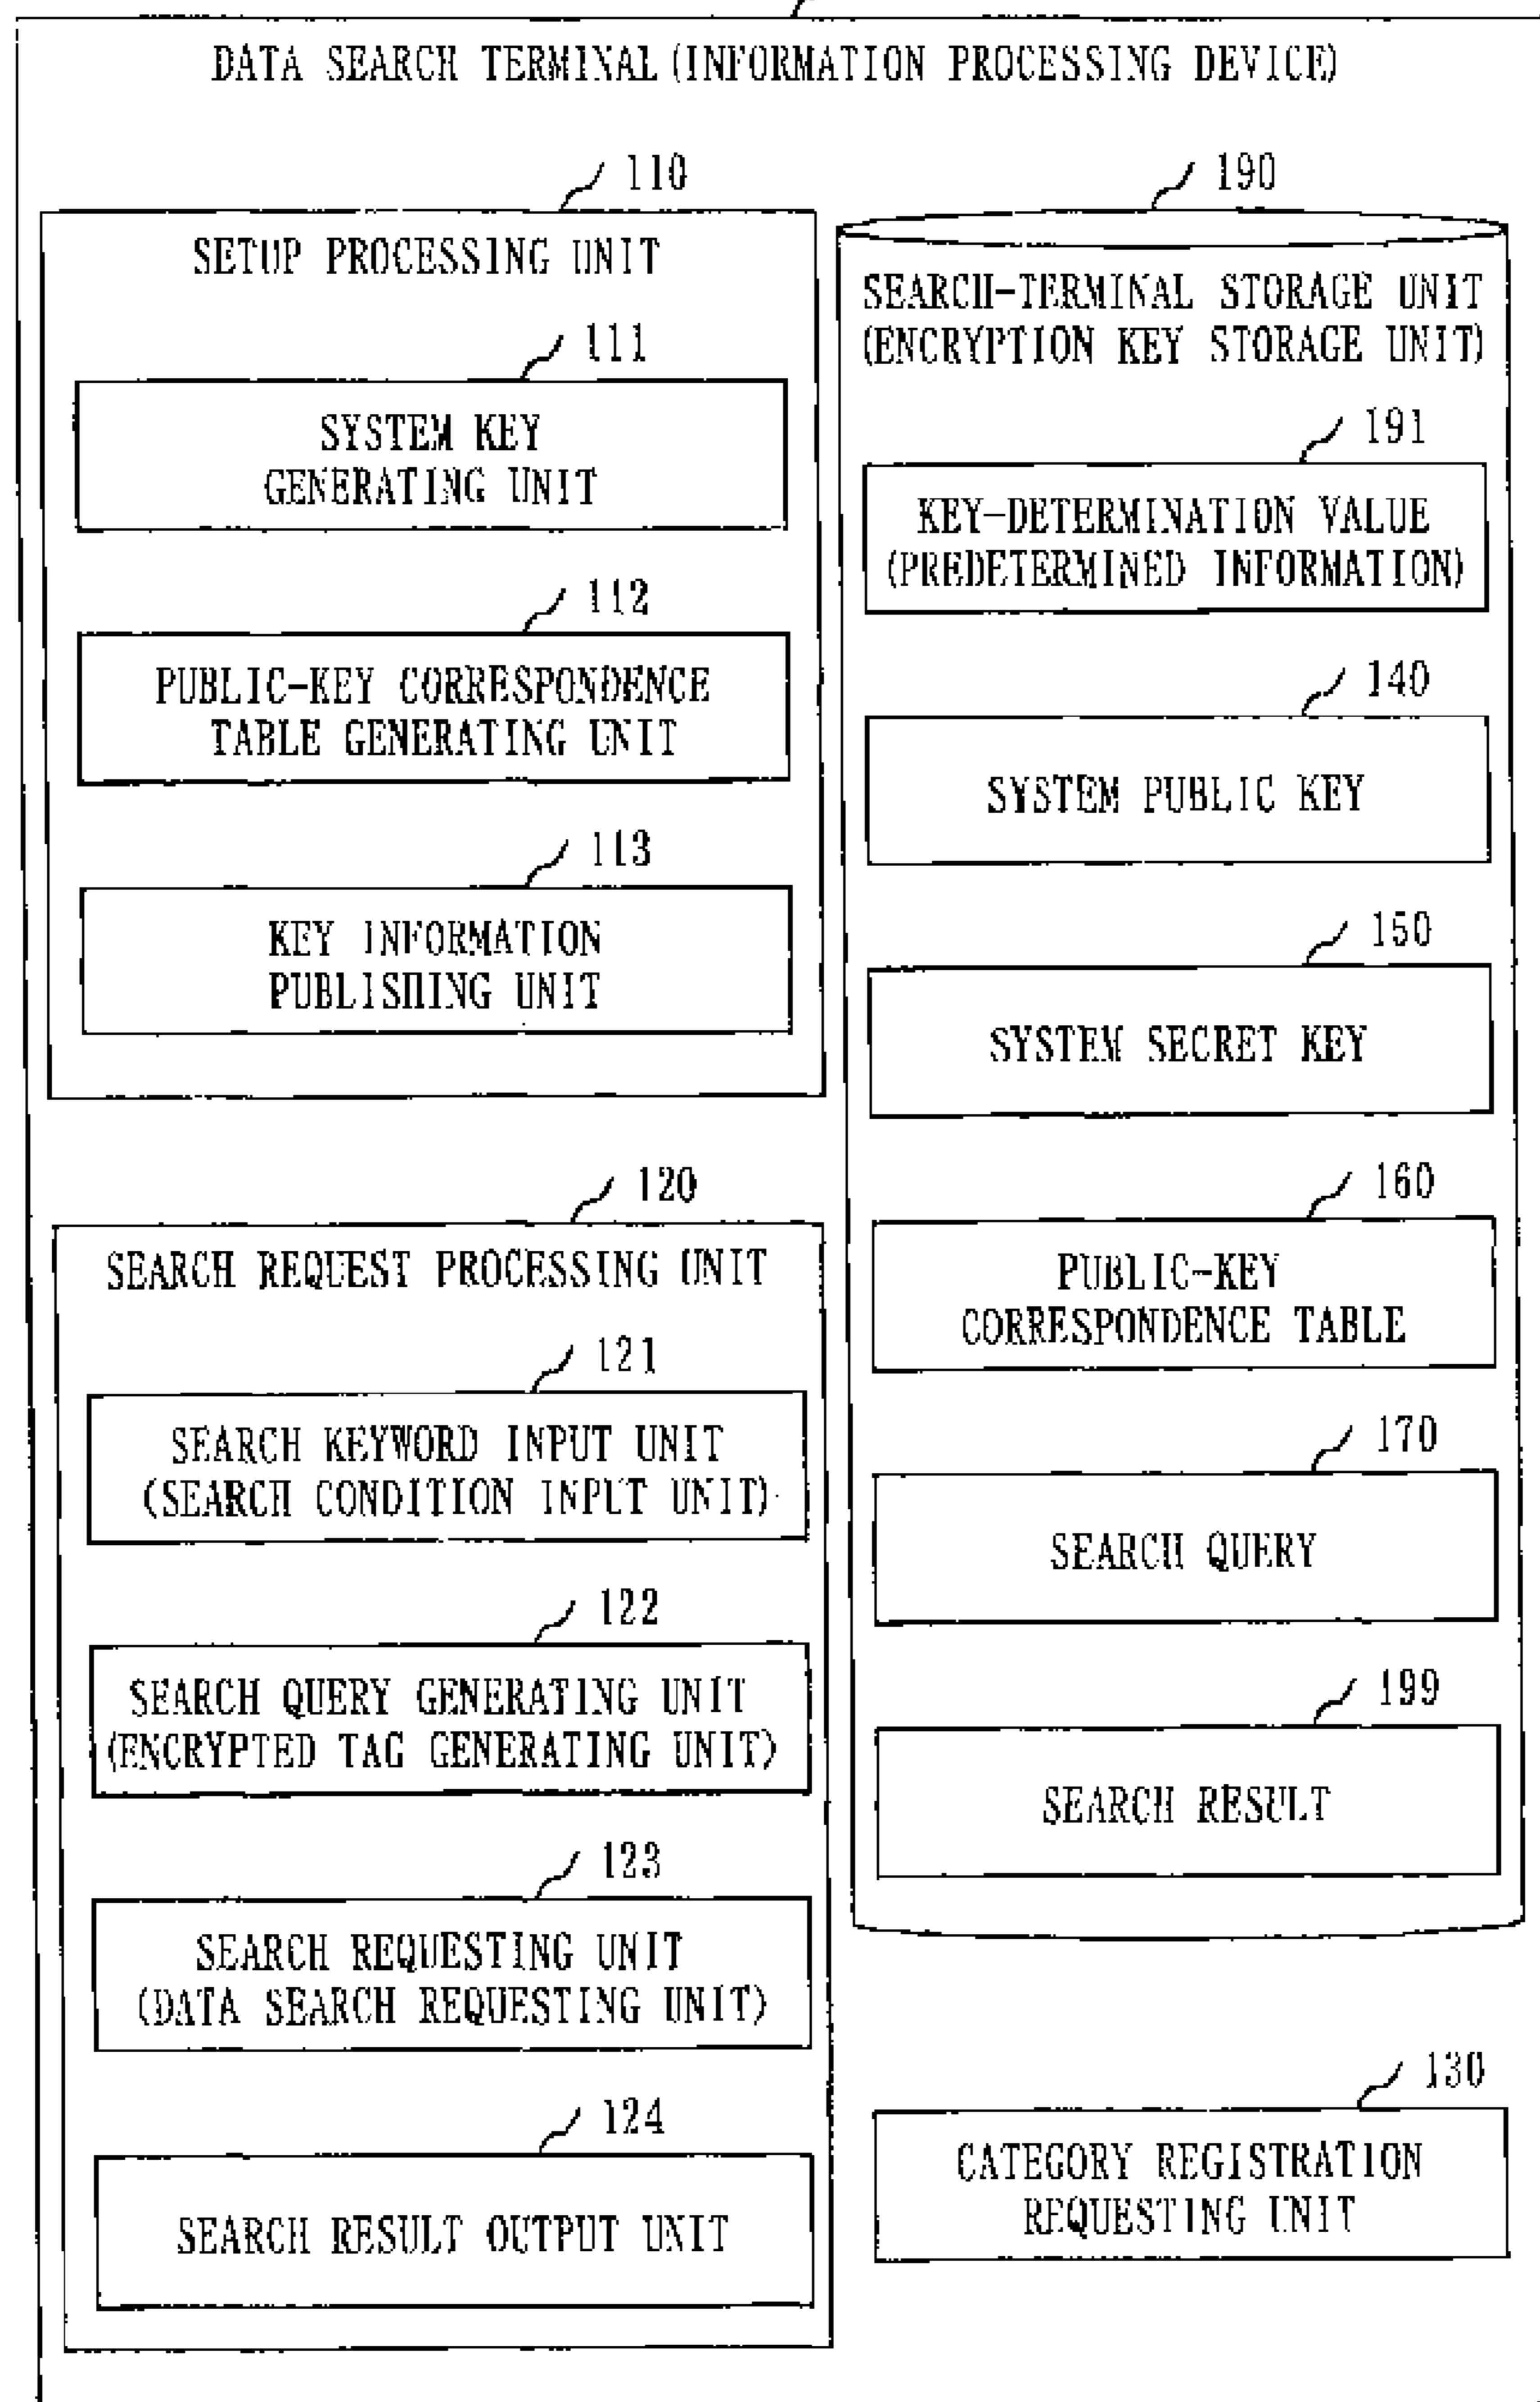 DATA SEARCH TERMINAL(INFORMATION PROCESSING DEVICE)
110
SETUP PROCESSING UNIT
111
SYSTEM KEY
GENERATING UNIT
112
PUBLIC-KEY CORRESPONDENCE
TABLE GENERATING UNIT
113
KEY INFORMATION
PUBLISHING UNIT
120
SEARCH REQUEST PROCESSING UNIT
121
SEARCH KEYWORD INPUT UNIT
(SEARCH CONDITION INPUT UNIT)
122
SEARCH QUERY GENERATING UNIT
(ENCRYPTED TAG GENERATING UNIT)
123
SEARCH REQUESTING UNIT
(DATA SEARCH REQUESTING UNIT)
124
SEARCH RESULT OUTPUT UNIT
190
SEARCH-TERMINAL STORAGE UNIT
(ENCRYPTION KEY STORAGE UNIT)
191
KEY-DETERMINATION VALUE
(PREDETERMINED INFORMATION)
140
SYSTEM PUBLIC KEY
150
SYSTEM SECRET KEY
160
PUBLIC-KEY
CORRESPONDENCE TABLE
170
SEARCH QUERY
199
SEARCH RESULT
130
CATEGORY REGISTRATION
REQUESTING UNIT